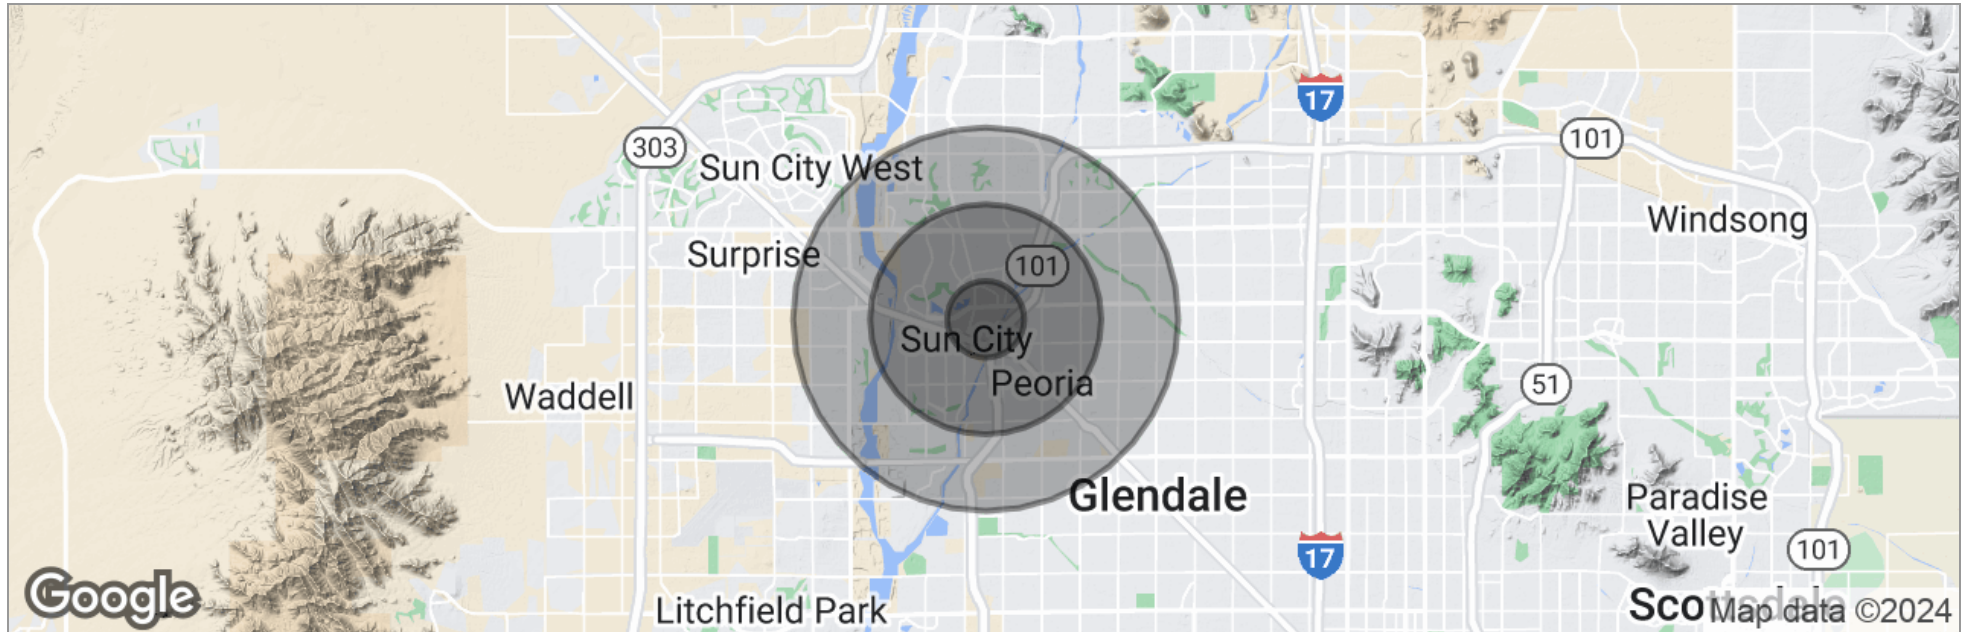 17
101
303
Sun City West
Windsong
Surprise
101
Sun City
Peoria
51
Waddell
Glendale
Paradise
Valley
17
101
Google
Litchfield Park
Map data ©2024